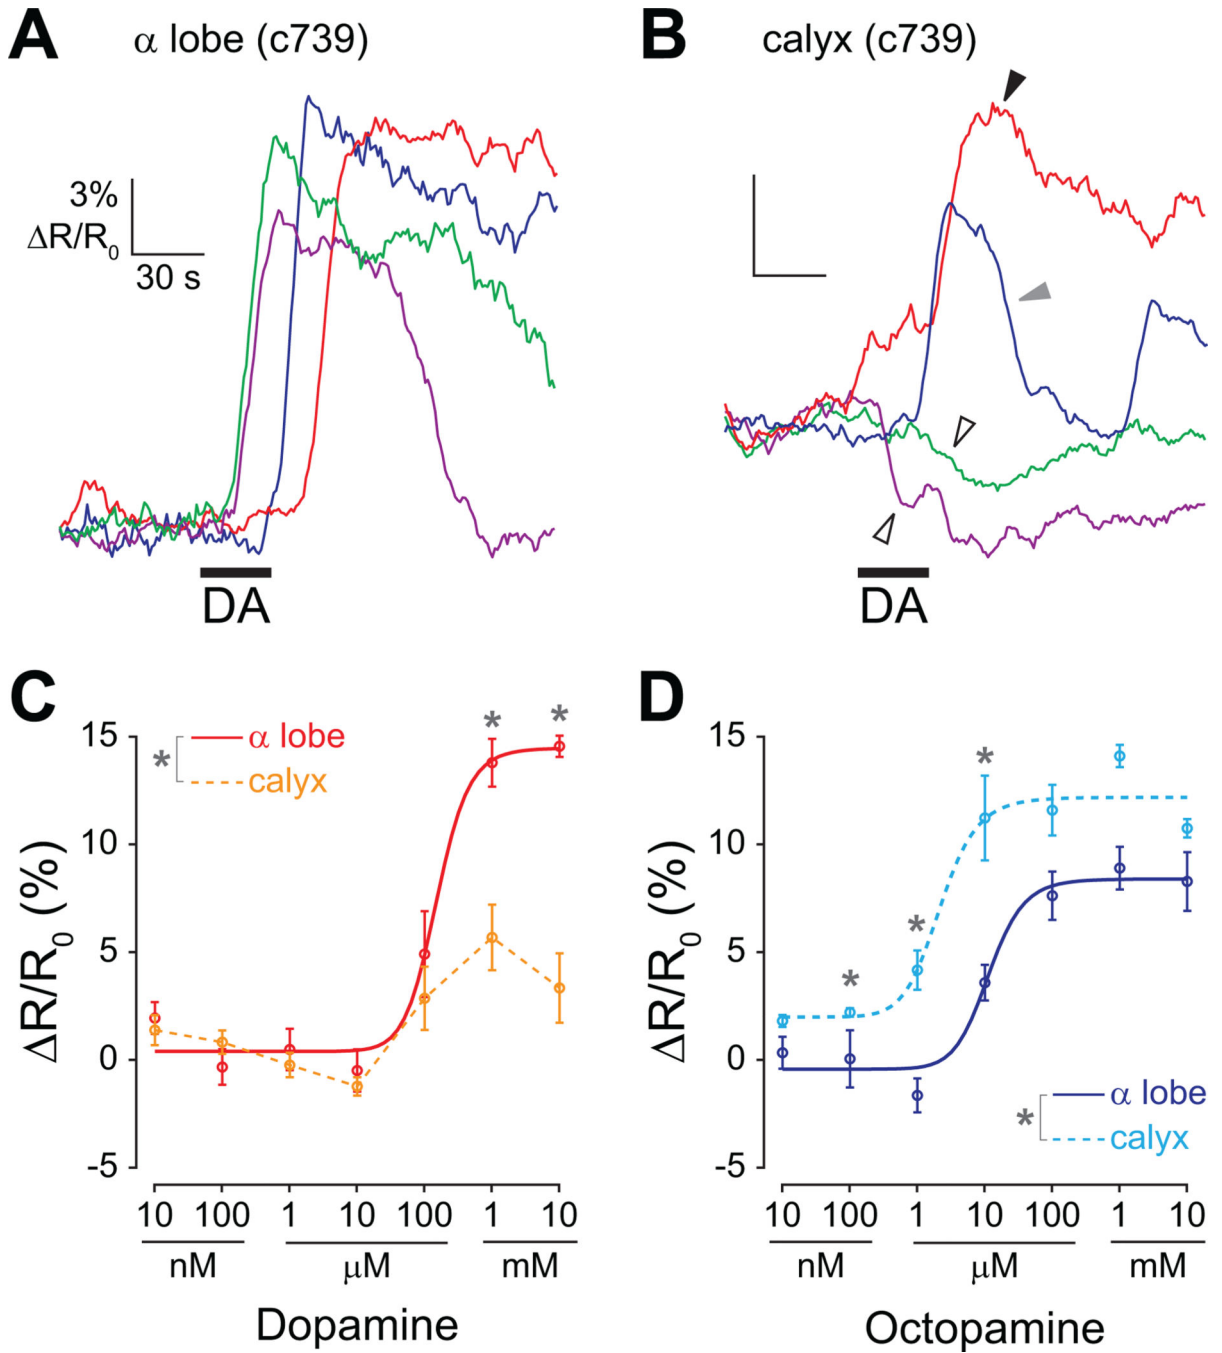 A α lobe (c739)
3%
ΔR/R0
30 s
DA
B calyx (c739)
DA
C
* α lobe
calyx
* *
ΔR/R0 (%)
15
10
5
0
-5
10 100 1 10 100 1 10
nM μM mM
Dopamine
D
* * *
ΔR/R0 (%)
15
10
5
0
-5
* α lobe
calyx
10 100 1 10 100 1 10
nM μM mM
Octopamine